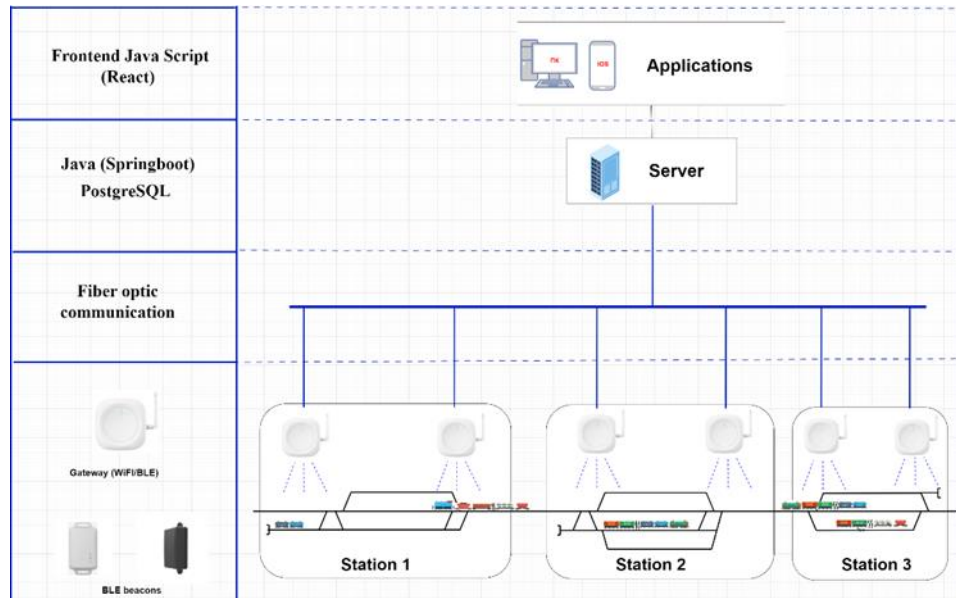 Frontend Java Script
(React)
ПК
iOS
Applications
Java (Springboot)
PostgreSQL
Server
Fiber optic
communication
Gateway (WiFI/BLE)
BLE beacons
Station 1
Station 2
Station 3